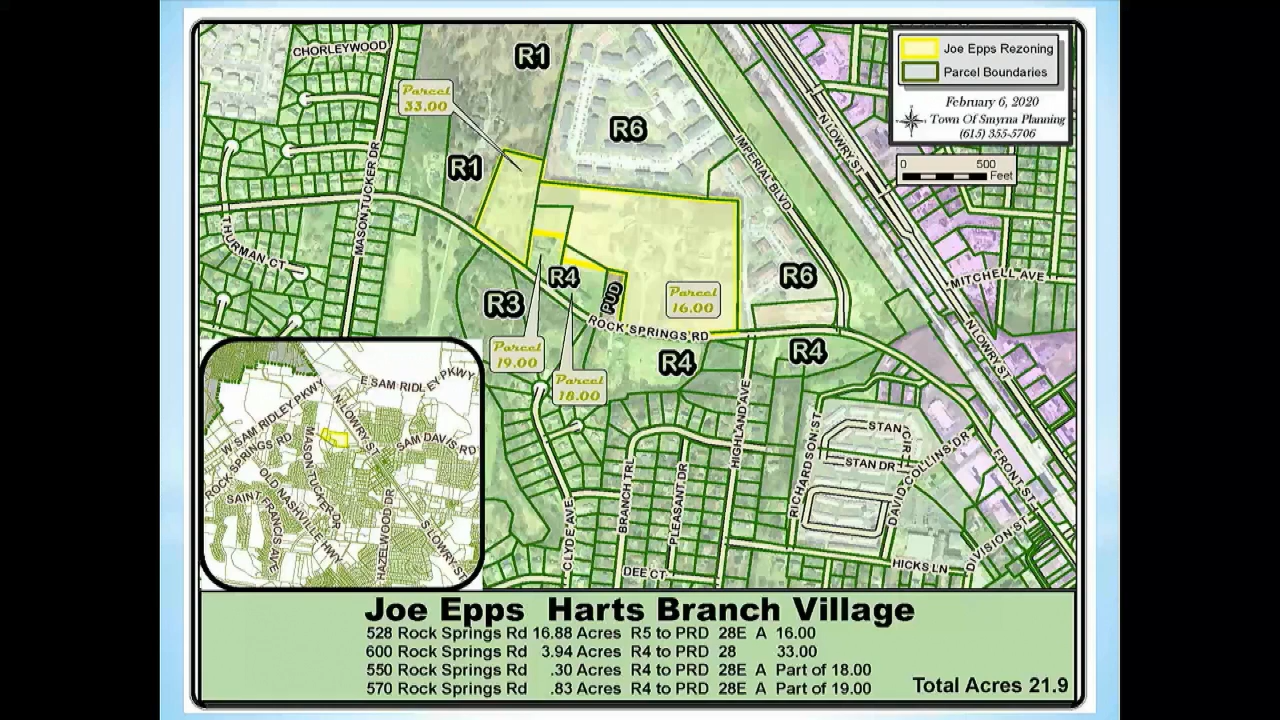 CHORLEYWOOD
R1
Joe Epps Rezoning
Parcel Boundaries
February 6, 2020
Town Of Smyrna Planning
(615) 355-5706
0 500
Feet
Parcel
33.00
R6
R1
MASON TUCKER DR
IMPERIAL BLVD
N LOWRY ST
THURMAN CT
R4
R3
PUD
Parcel
16.00
R6
MITCHELL AVE
ROCK SPRINGS RD
N LOWRY ST
Parcel
19.00
Parcel
18.00
R4
R4
E SAM RIDLEY PKWY
W SAM RIDLEY PKWY
N LOWRY ST
SAM DAVIS RD
ROCK SPRINGS RD
MASON TUCKER DR
OLD NASHVILLE HWY
SAINT FRANCIS AVE
HAZELWOOD DR
S LOWRY ST
HIGHLAND AVE
RICHARDSON ST
STAN CIR
STAN DR
DAVID COLLINS DR
FRONT ST
BRANCH TRL
PLEASANT DR
CLYDE AVE
DEE CT
HICKS LN
DIVISION ST
Joe Epps Harts Branch Village
528 Rock Springs Rd 16.88 Acres R5 to PRD 28E A 16.00
600 Rock Springs Rd 3.94 Acres R4 to PRD 28 33.00
550 Rock Springs Rd .30 Acres R4 to PRD 28E A Part of 18.00
570 Rock Springs Rd .83 Acres R4 to PRD 28E A Part of 19.00
Total Acres 21.9